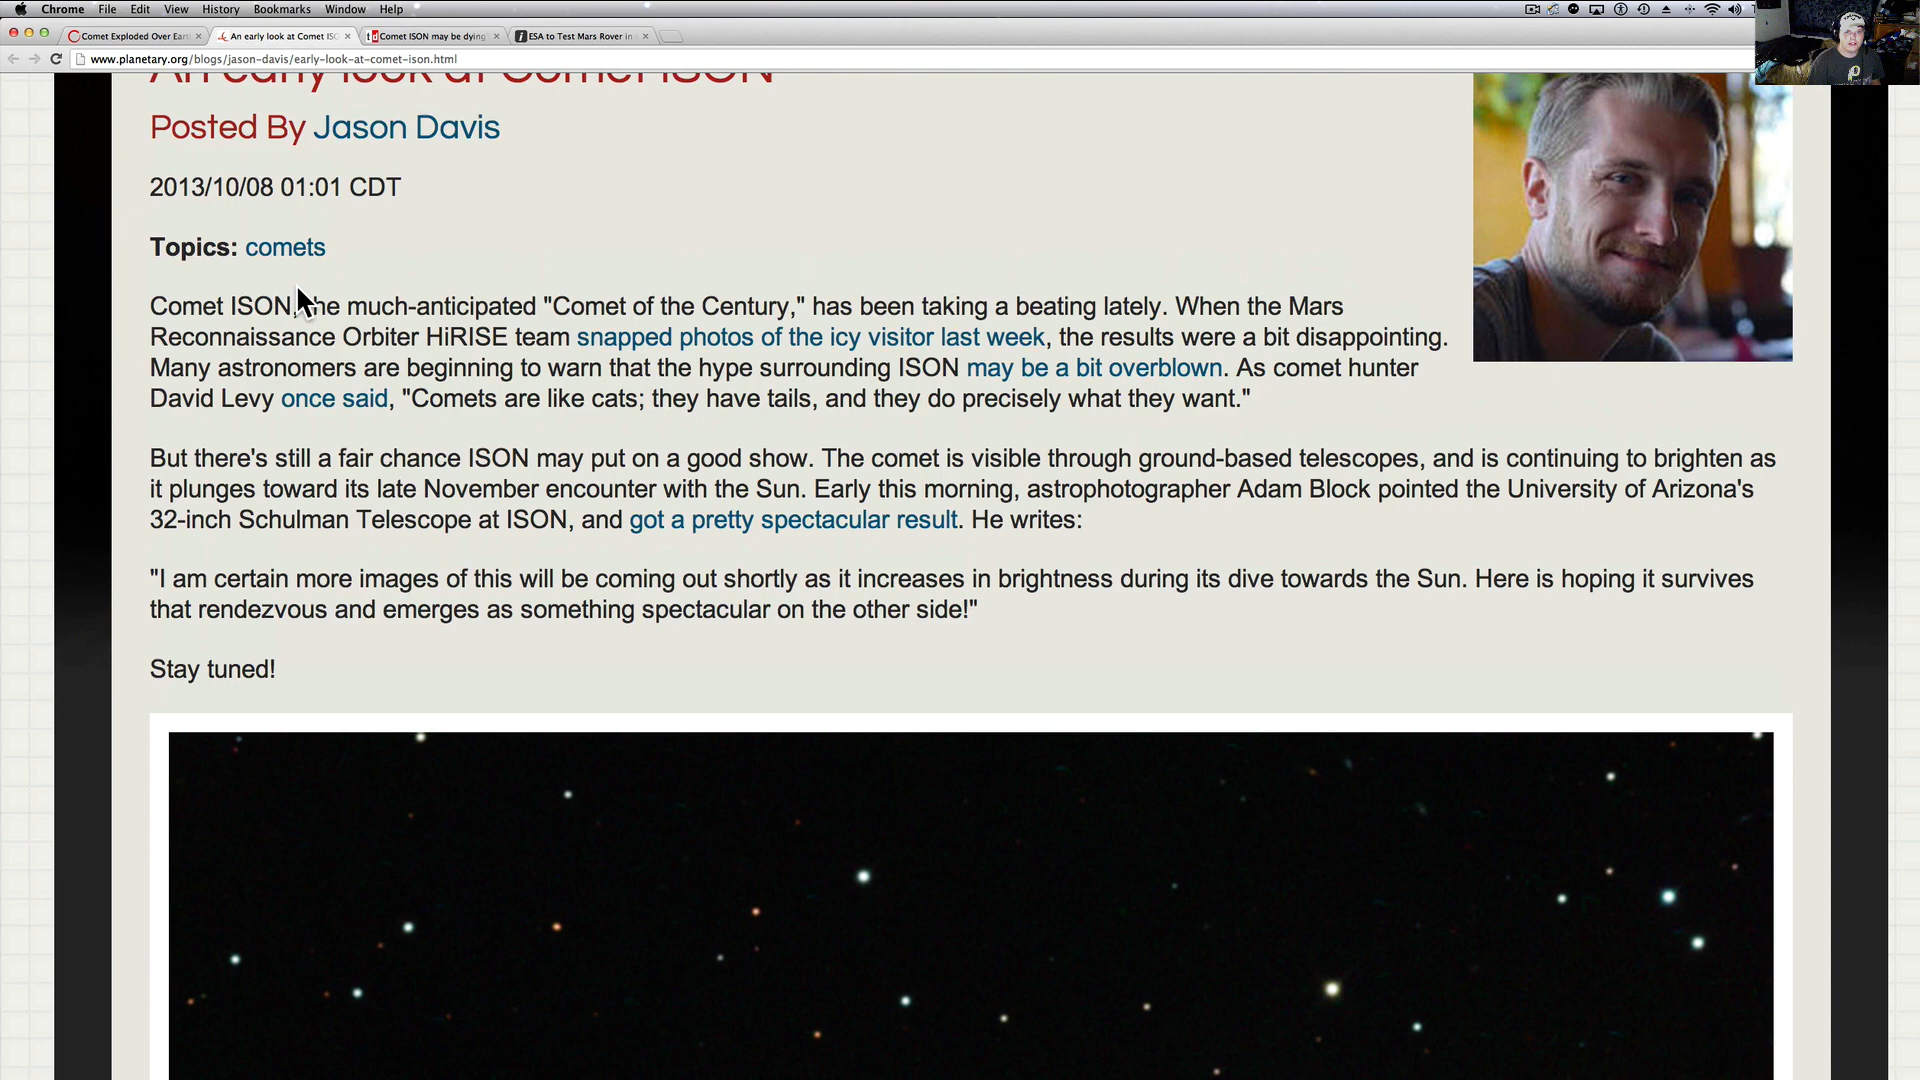 Chrome File Edit View History Bookmarks Window Help
Comet Exploded Over Eart
An early look at Comet ISO
Comet ISON may be dying
ESA to Test Mars Rover in
www.planetary.org/blogs/jason-davis/early-look-at-comet-ison.html
An early look at Comet ISON
Posted By Jason Davis
2013/10/08 01:01 CDT
Topics: comets
Comet ISON, the much-anticipated "Comet of the Century," has been taking a beating lately. When the Mars
Reconnaissance Orbiter HiRISE team snapped photos of the icy visitor last week, the results were a bit disappointing.
Many astronomers are beginning to warn that the hype surrounding ISON may be a bit overblown. As comet hunter
David Levy once said, "Comets are like cats; they have tails, and they do precisely what they want."
But there's still a fair chance ISON may put on a good show. The comet is visible through ground-based telescopes, and is continuing to brighten as
it plunges toward its late November encounter with the Sun. Early this morning, astrophotographer Adam Block pointed the University of Arizona's
32-inch Schulman Telescope at ISON, and got a pretty spectacular result. He writes:
"I am certain more images of this will be coming out shortly as it increases in brightness during its dive towards the Sun. Here is hoping it survives
that rendezvous and emerges as something spectacular on the other side!"
Stay tuned!